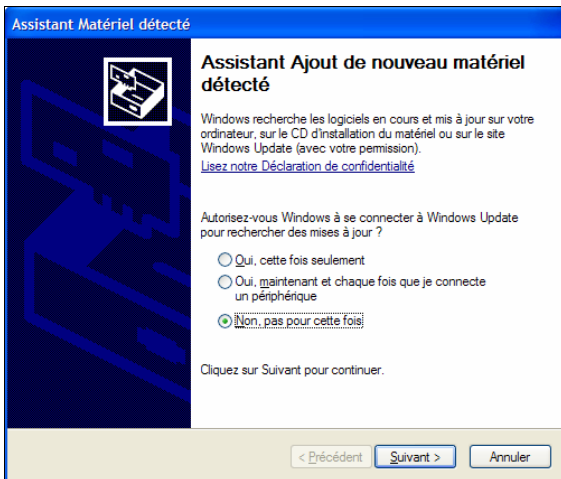 Assistant Matériel détecté
Assistant Ajout de nouveau matériel
détecté
Windows recherche les logiciels en cours et mis à jour sur votre
ordinateur, sur le CD d'installation du matériel ou sur le site
Windows Update (avec votre permission).
Lisez notre Déclaration de confidentialité
Autorisez-vous Windows à se connecter à Windows Update
pour rechercher des mises à jour ?
Oui, cette fois seulement
Oui, maintenant et chaque fois que je connecte
un périphérique
Non, pas pour cette fois
Cliquez sur Suivant pour continuer.
< Précédent Suivant > Annuler